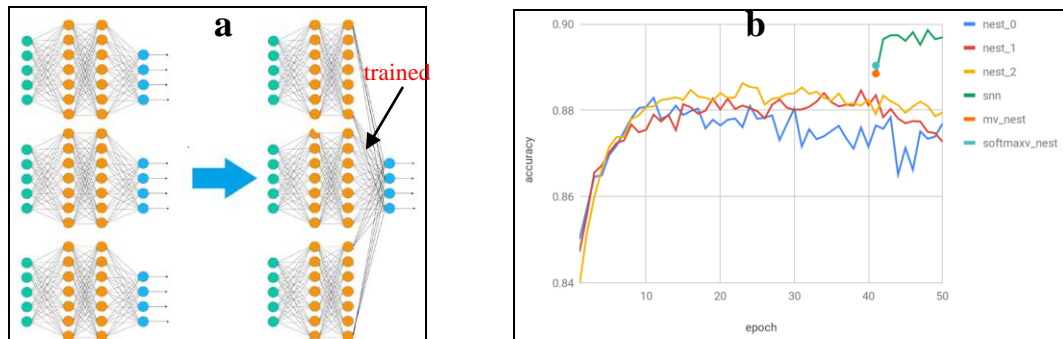 a
trained
b
0.90
0.88
0.86
0.84
accuracy
10
20
30
40
50
epoch
nest_0
nest_1
nest_2
snn
mv_nest
softmaxv_nest